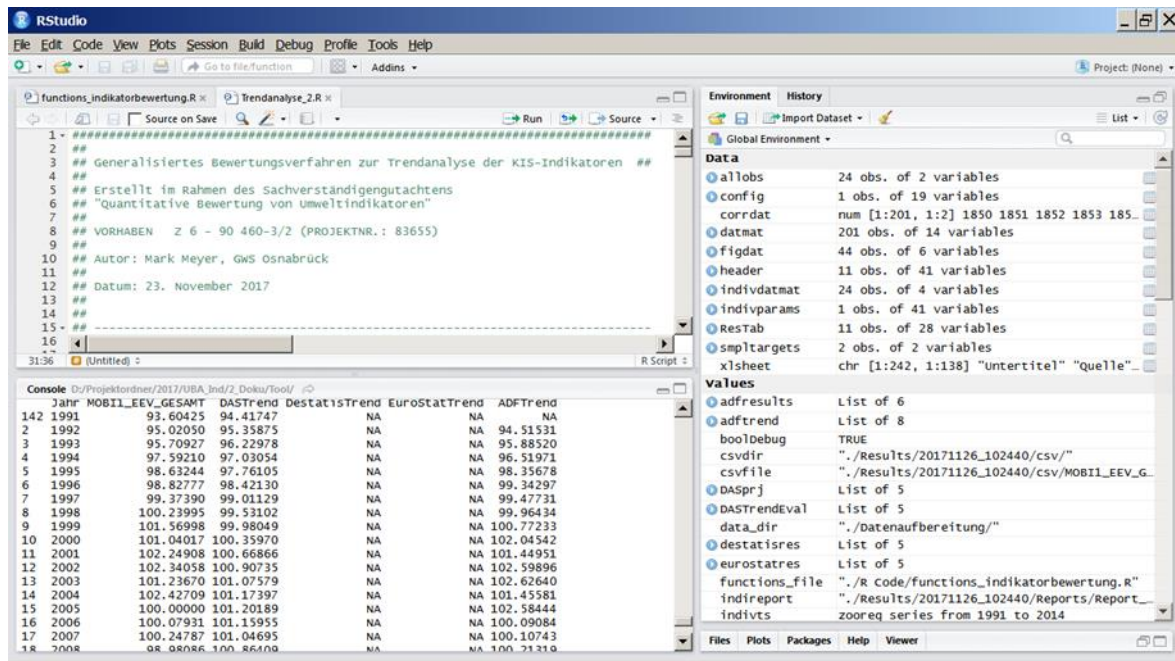 RStudio
File Edit Code View Plots Session Build Debug Profile Tools Help
Go to file/function Addins Project: (None)
functions_indikatorbewertung.R Trendanalyse_2.R
Source on Save Run Source
1 ################################################################################
2 ##
3 ## Generalisiertes Bewertungsverfahren zur Trendanalyse der KIS-Indikatoren ##
4 ##
5 ## Erstellt im Rahmen des Sachverständigengutachtens
6 ## "Quantitative Bewertung von Umweltindikatoren"
7 ##
8 ## VORHABEN Z 6 - 90 460-3/2 (PROJEKTNR.: 83655)
9 ##
10 ## Autor: Mark Meyer, GWS Osnabrück
11 ##
12 ## Datum: 23. November 2017
13 ##
14 ##
15 ## -----------------------------------------------------------------------------
16
31:36 (Untitled) R Script
Console D:/Projektordner/2017/UBA_Ind/2_Doku/Tool/
Jahr MOBI1_EEV_GESAMT DASTrend DestatisTrend EuroStatTrend ADFTrend
142 1991 93.60425 94.41747 NA NA NA
2 1992 95.02050 95.35875 NA NA 94.51531
3 1993 95.70927 96.22978 NA NA 95.88520
4 1994 97.59210 97.03054 NA NA 96.51971
5 1995 98.63244 97.76105 NA NA 98.35678
6 1996 98.82777 98.42130 NA NA 99.34297
7 1997 99.37390 99.01129 NA NA 99.47731
8 1998 100.23995 99.53102 NA NA 99.96434
9 1999 101.56998 99.98049 NA NA 100.77233
10 2000 101.04017 100.35970 NA NA 102.04542
11 2001 102.24908 100.66866 NA NA 101.44951
12 2002 102.34058 100.90735 NA NA 102.59896
13 2003 101.23670 101.07579 NA NA 102.62640
14 2004 102.42709 101.17397 NA NA 101.45581
15 2005 100.00000 101.20189 NA NA 102.58444
16 2006 100.07931 101.15955 NA NA 100.09084
17 2007 100.24787 101.04695 NA NA 100.10743
18 2008 98.98086 100.86409 NA NA 100.21319
Environment History
Import Dataset List
Global Environment
Data
allobs 24 obs. of 2 variables
config 1 obs. of 19 variables
corrdat num [1:201, 1:2] 1850 1851 1852 1853 185…
datmat 201 obs. of 14 variables
figdat 44 obs. of 6 variables
header 11 obs. of 41 variables
indivdatmat 24 obs. of 4 variables
indivparams 1 obs. of 41 variables
ResTab 11 obs. of 28 variables
smpltargets 2 obs. of 2 variables
xlsheet chr [1:242, 1:138] "Untertitel" "Quelle"…
Values
adfresults List of 6
adftrend List of 8
boolDebug TRUE
csvdir "./Results/20171126_102440/csv/"
csvfile "./Results/20171126_102440/csv/MOBI1_EEV_G…
DASprj List of 5
DASTrendEval List of 5
data_dir "./Datenaufbereitung/"
destatisres List of 5
eurostatres List of 5
functions_file "./R Code/functions_indikatorbewertung.R"
indireport "./Results/20171126_102440/Reports/Report_…
indivts zooreg series from 1991 to 2014
Files Plots Packages Help Viewer